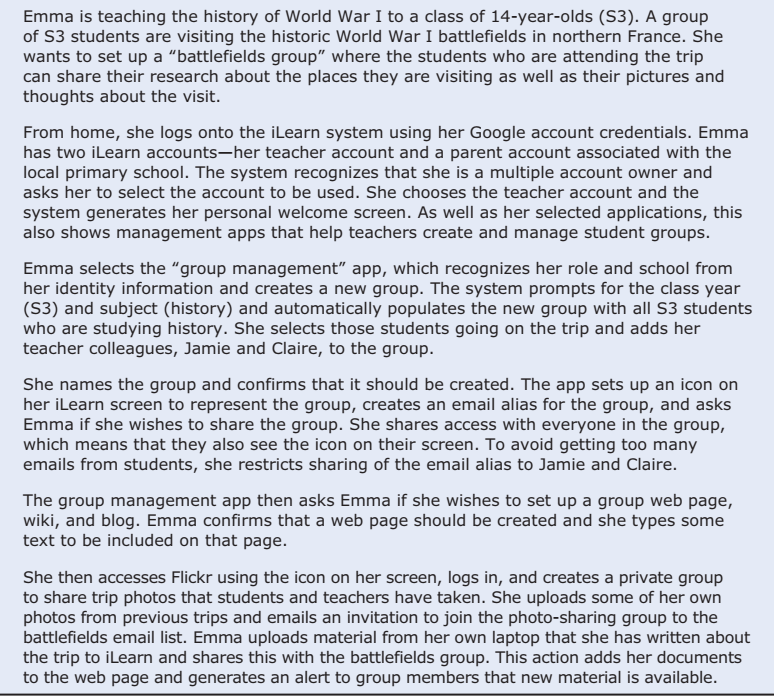 Emma is teaching the history of World War I to a class of 14-year-olds (S3). A group
of S3 students are visiting the historic World War I battlefields in northern France. She
wants to set up a “battlefields group” where the students who are attending the trip
can share their research about the places they are visiting as well as their pictures and
thoughts about the visit.
From home, she logs onto the iLearn system using her Google account credentials. Emma
has two iLearn accounts—her teacher account and a parent account associated with the
local primary school. The system recognizes that she is a multiple account owner and
asks her to select the account to be used. She chooses the teacher account and the
system generates her personal welcome screen. As well as her selected applications, this
also shows management apps that help teachers create and manage student groups.
Emma selects the “group management” app, which recognizes her role and school from
her identity information and creates a new group. The system prompts for the class year
(S3) and subject (history) and automatically populates the new group with all S3 students
who are studying history. She selects those students going on the trip and adds her
teacher colleagues, Jamie and Claire, to the group.
She names the group and confirms that it should be created. The app sets up an icon on
her iLearn screen to represent the group, creates an email alias for the group, and asks
Emma if she wishes to share the group. She shares access with everyone in the group,
which means that they also see the icon on their screen. To avoid getting too many
emails from students, she restricts sharing of the email alias to Jamie and Claire.
The group management app then asks Emma if she wishes to set up a group web page,
wiki, and blog. Emma confirms that a web page should be created and she types some
text to be included on that page.
She then accesses Flickr using the icon on her screen, logs in, and creates a private group
to share trip photos that students and teachers have taken. She uploads some of her own
photos from previous trips and emails an invitation to join the photo-sharing group to the
battlefields email list. Emma uploads material from her own laptop that she has written about
the trip to iLearn and shares this with the battlefields group. This action adds her documents
to the web page and generates an alert to group members that new material is available.